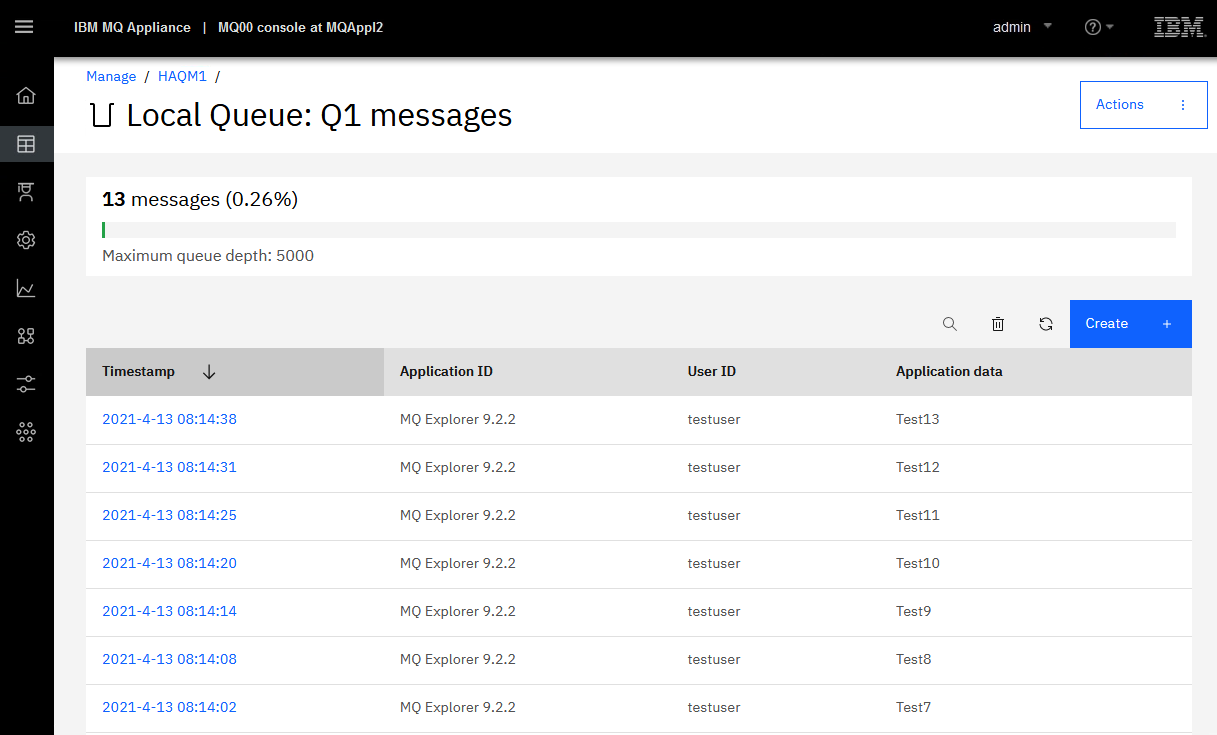 IBM MQ Appliance | MQ00 console at MQAppl2
admin
IBM
Manage / HAQM1 /
Local Queue: Q1 messages
Actions
13 messages (0.26%)
Maximum queue depth: 5000
Create +
Timestamp Application ID User ID Application data
2021-4-13 08:14:38 MQ Explorer 9.2.2 testuser Test13
2021-4-13 08:14:31 MQ Explorer 9.2.2 testuser Test12
2021-4-13 08:14:25 MQ Explorer 9.2.2 testuser Test11
2021-4-13 08:14:20 MQ Explorer 9.2.2 testuser Test10
2021-4-13 08:14:14 MQ Explorer 9.2.2 testuser Test9
2021-4-13 08:14:08 MQ Explorer 9.2.2 testuser Test8
2021-4-13 08:14:02 MQ Explorer 9.2.2 testuser Test7